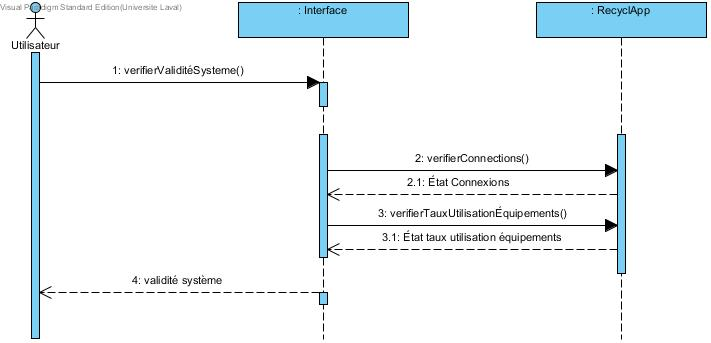 Visual Paradigm Standard Edition(Universite Laval)
: Interface
: RecyclApp
Utilisateur
1: verifierValiditéSysteme()
2: verifierConnections()
2.1: État Connexions
3: verifierTauxUtilisationÉquipements()
3.1: État taux utilisation équipements
4: validité système